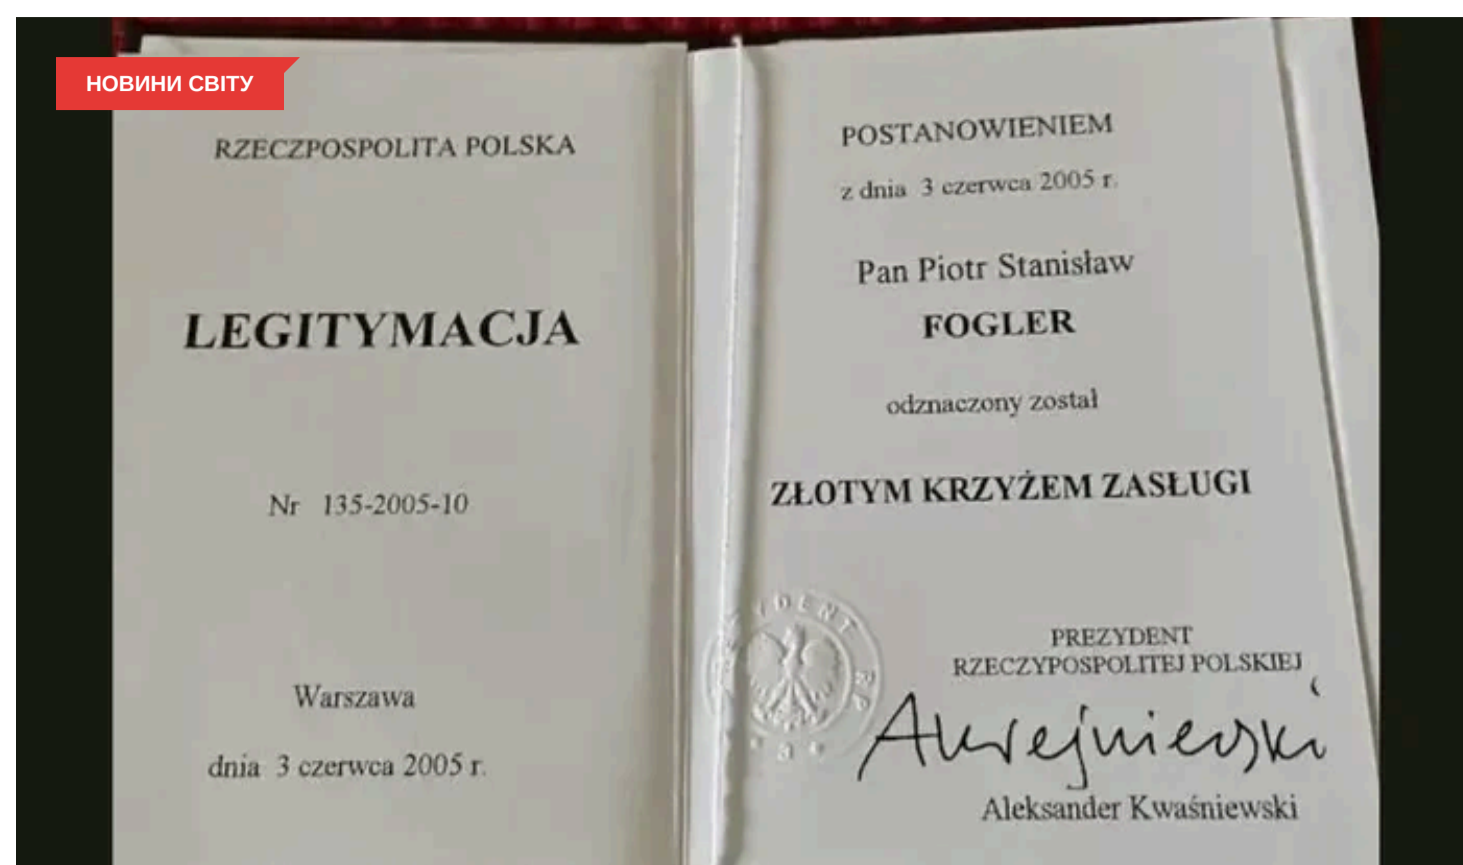 НОВИНИ СВІТУ
RZECZPOSPOLITA POLSKA
LEGITYMACJA
Nr 135-2005-10
Warszawa
dnia 3 czerwca 2005 r.
POSTANOWIENIEM
z dnia 3 czerwca 2005 r.
Pan Piotr Stanisław
FOGLER
odznaczony został
ZŁOTYM KRZYŻEM ZASŁUGI
PREZYDENT
RZECZYPOSPOLITEJ POLSKIEJ
Aleksander Kwaśniewski